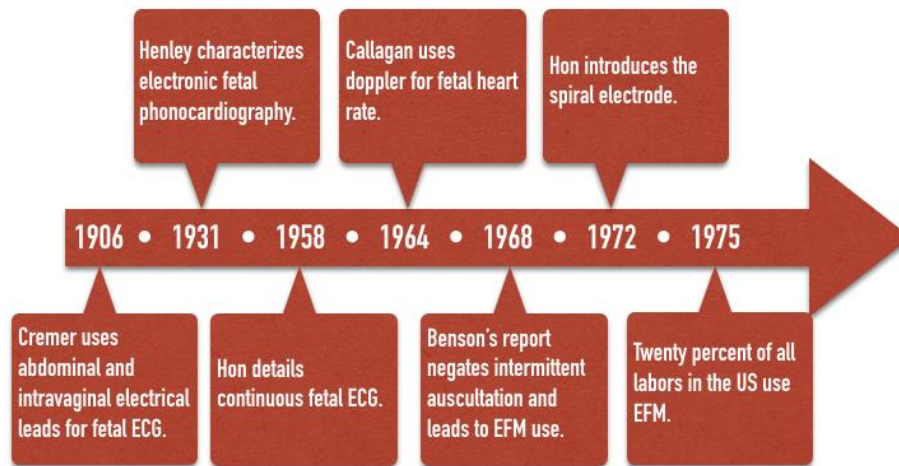 Henley characterizes
electronic fetal
phonocardiography.
Callagan uses
doppler for fetal heart
rate.
Hon introduces the
spiral electrode.
1906 • 1931 • 1958 • 1964 • 1968 • 1972 • 1975
Cremer uses
abdominal and
intravaginal electrical
leads for fetal ECG.
Hon details
continuous fetal ECG.
Benson's report
negates intermittent
auscultation and
leads to EFM use.
Twenty percent of all
labors in the US use
EFM.